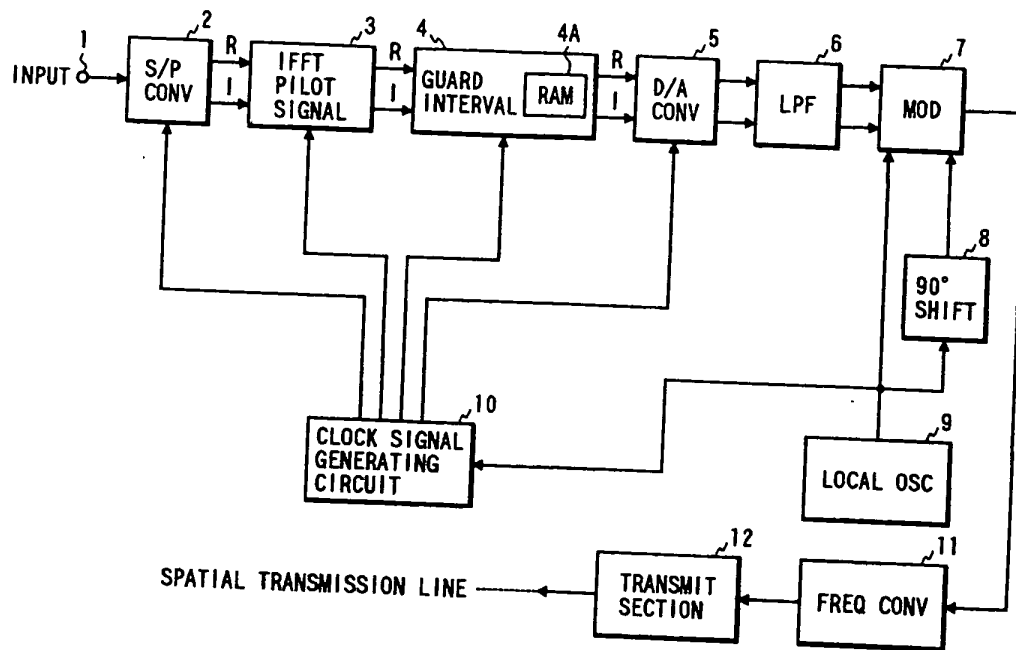 1
INPUT
2
S/P
CONV
R
I
3
IFFT
PILOT
SIGNAL
R
I
4
GUARD
INTERVAL
4A
RAM
R
I
5
D/A
CONV
6
LPF
7
MOD
8
90°
SHIFT
9
LOCAL OSC
10
CLOCK SIGNAL
GENERATING
CIRCUIT
11
FREQ CONV
12
TRANSMIT
SECTION
SPATIAL TRANSMISSION LINE